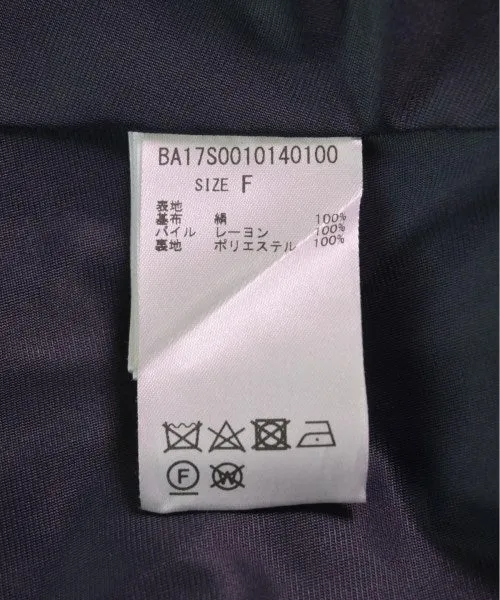 BA17S0010140100
SIZE F
表地
基布 絹 100%
パイル レーヨン 100%
裏地 ポリエステル 100%
F
W